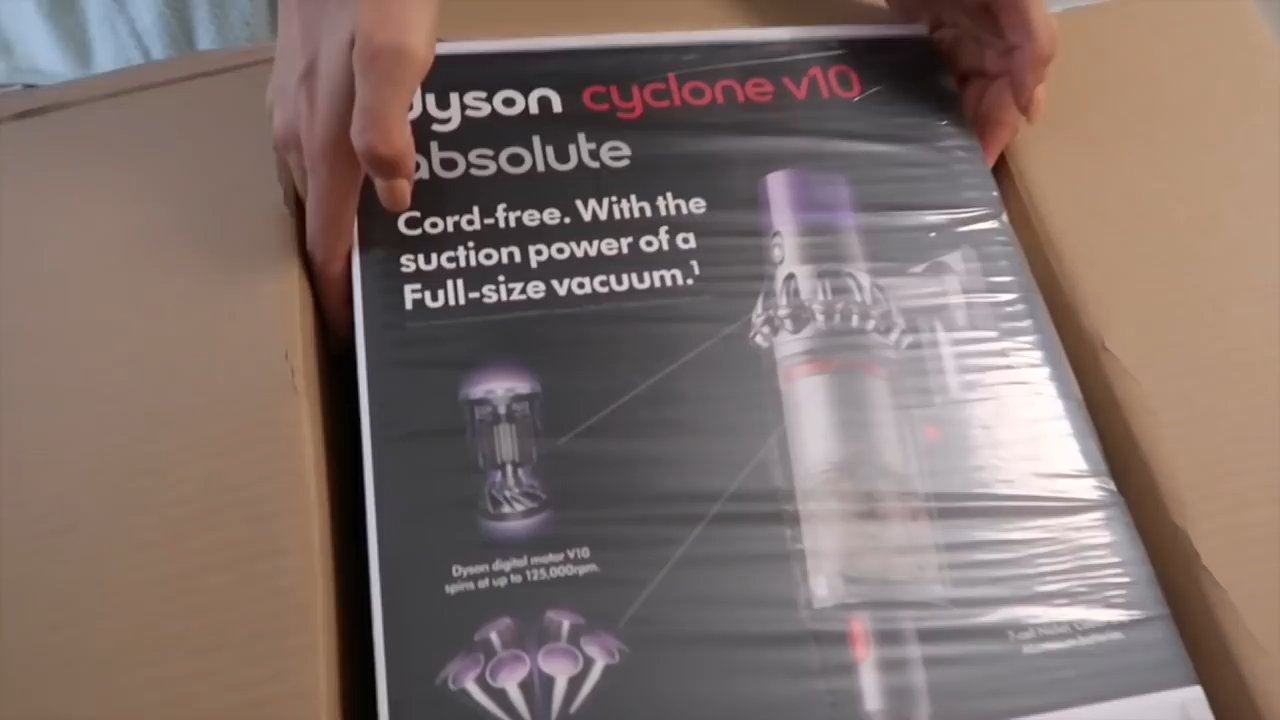 dyson cyclone v10
absolute
Cord-free. With the
suction power of a
Full-size vacuum.¹
Dyson digital motor V10
spins at up to 125,000rpm.